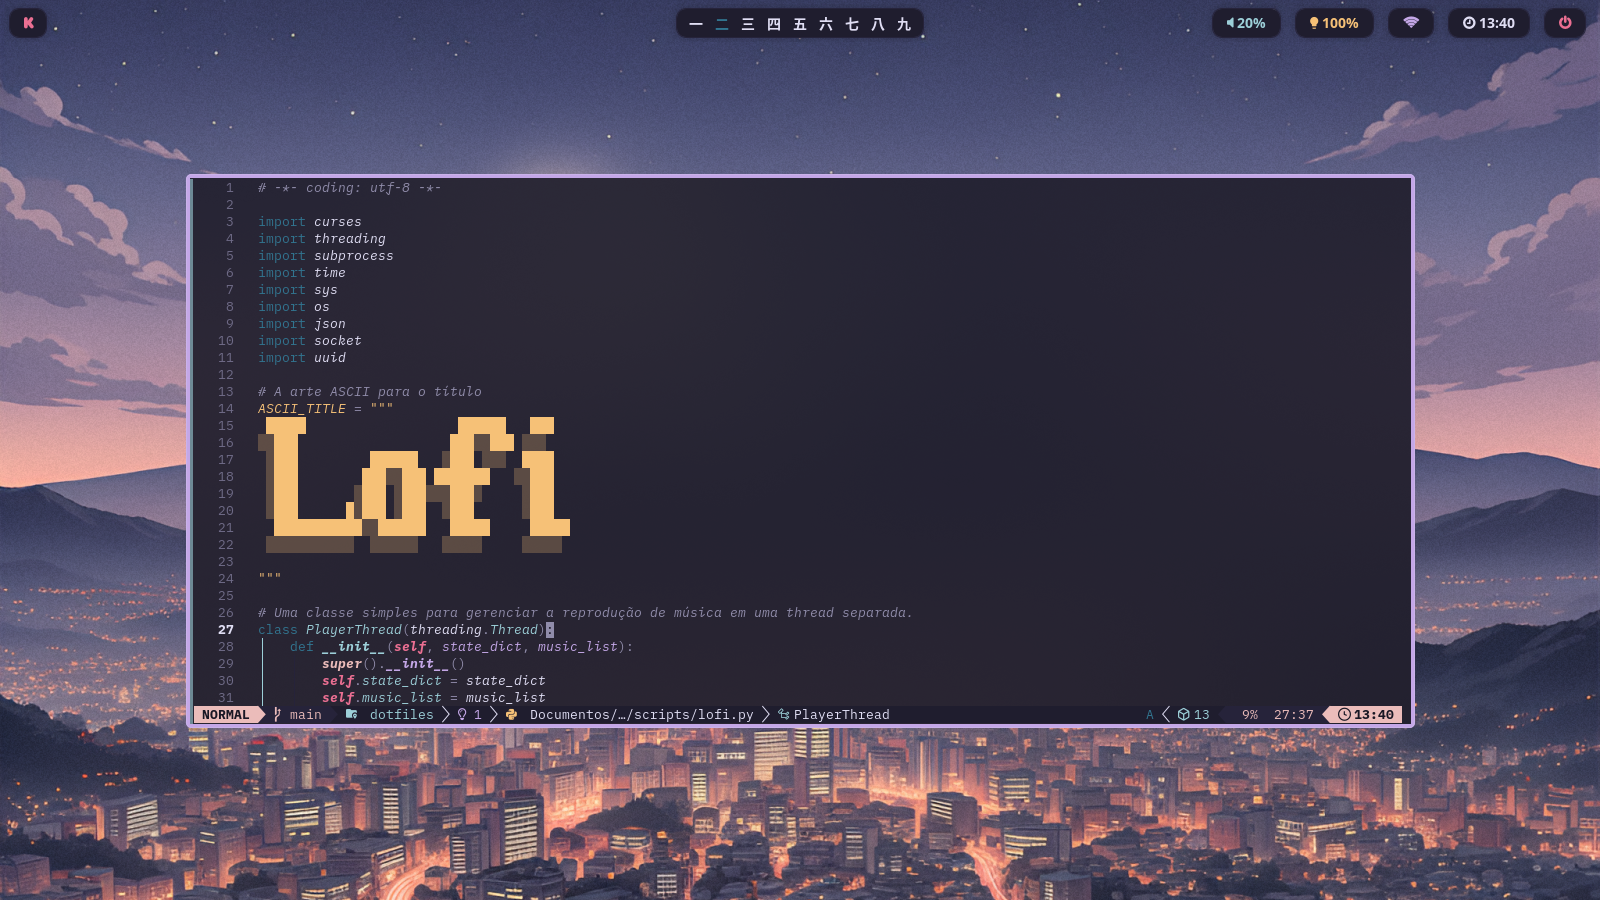 K
一 二 三 四 五 六 七 八 九
20%
100%
13:40
1 # -*- coding: utf-8 -*-
2
3 import curses
4 import threading
5 import subprocess
6 import time
7 import sys
8 import os
9 import json
10 import socket
11 import uuid
12
13 # A arte ASCII para o título
14 ASCII_TITLE = """
15
16
17
18
19
20
21
22
Lofi
23
24 """
25
26 # Uma classe simples para gerenciar a reprodução de música em uma thread separada.
27 class PlayerThread(threading.Thread):
28 def __init__(self, state_dict, music_list):
29 super().__init__()
30 self.state_dict = state_dict
31 self.music_list = music_list
NORMAL main dotfiles 1 Documentos/…/scripts/lofi.py PlayerThread A 13 9% 27:37 13:40